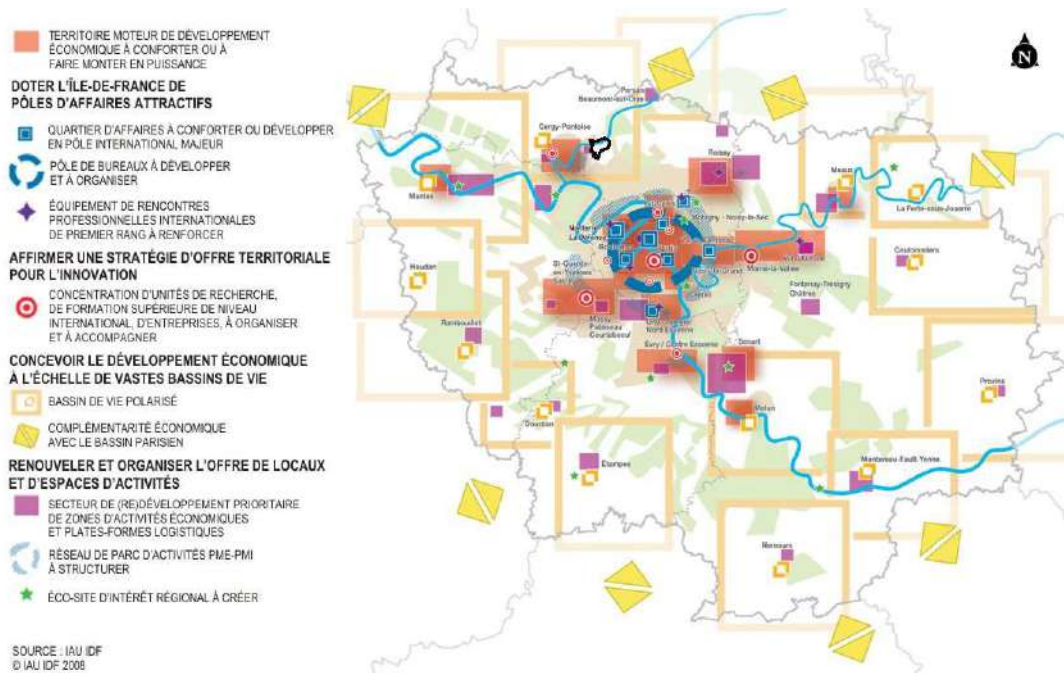 TERRITOIRE MOTEUR DE DÉVELOPPEMENT
ÉCONOMIQUE À CONFORTER OU À
FAIRE MONTER EN PUISSANCE
DOTER L'ÎLE-DE-FRANCE DE
PÔLES D'AFFAIRES ATTRACTIFS
QUARTIER D'AFFAIRES À CONFORTER OU DÉVELOPPER
EN PÔLE INTERNATIONAL MAJEUR
PÔLE DE BUREAUX À DÉVELOPPER
ET À ORGANISER
ÉQUIPEMENT DE RENCONTRES
PROFESSIONNELLES INTERNATIONALES
DE PREMIER RANG À RENFORCER
AFFIRMER UNE STRATÉGIE D'OFFRE TERRITORIALE
POUR L'INNOVATION
CONCENTRATION D'UNITÉS DE RECHERCHE,
DE FORMATION SUPÉRIEURE DE NIVEAU
INTERNATIONAL, D'ENTREPRISES, À ORGANISER
ET À ACCOMPAGNER
CONCEVOIR LE DÉVELOPPEMENT ÉCONOMIQUE
À L'ÉCHELLE DE VASTES BASSINS DE VIE
BASSIN DE VIE POLARISÉ
COMPLÉMENTARITÉ ÉCONOMIQUE
AVEC LE BASSIN PARISIEN
RENOUVELER ET ORGANISER L'OFFRE DE LOCAUX
ET D'ESPACES D'ACTIVITÉS
SECTEUR DE (RE)DÉVELOPPEMENT PRIORITAIRE
DE ZONES D'ACTIVITÉS ÉCONOMIQUES
ET PLATES-FORMES LOGISTIQUES
RÉSEAU DE PARC D'ACTIVITÉS PME-PMI
À STRUCTURER
ÉCO-SITE D'INTÉRÊT RÉGIONAL À CRÉER
SOURCE : IAU IDF
© IAU IDF 2008
N
Persan
Beaumont-sur-Oise
Cergy-Pontoise
Roissy
Meaux
La Ferté-sous-Jouarre
Mantes
Coulommiers
Houdan
Marne-la-Vallée
Fontenay-Trésigny
Rambouillet
Massy
Evry / Centre Essonne
Sénart
Provins
Melun
Dourdan
Etampes
Montereau-Fault-Yonne
Nemours